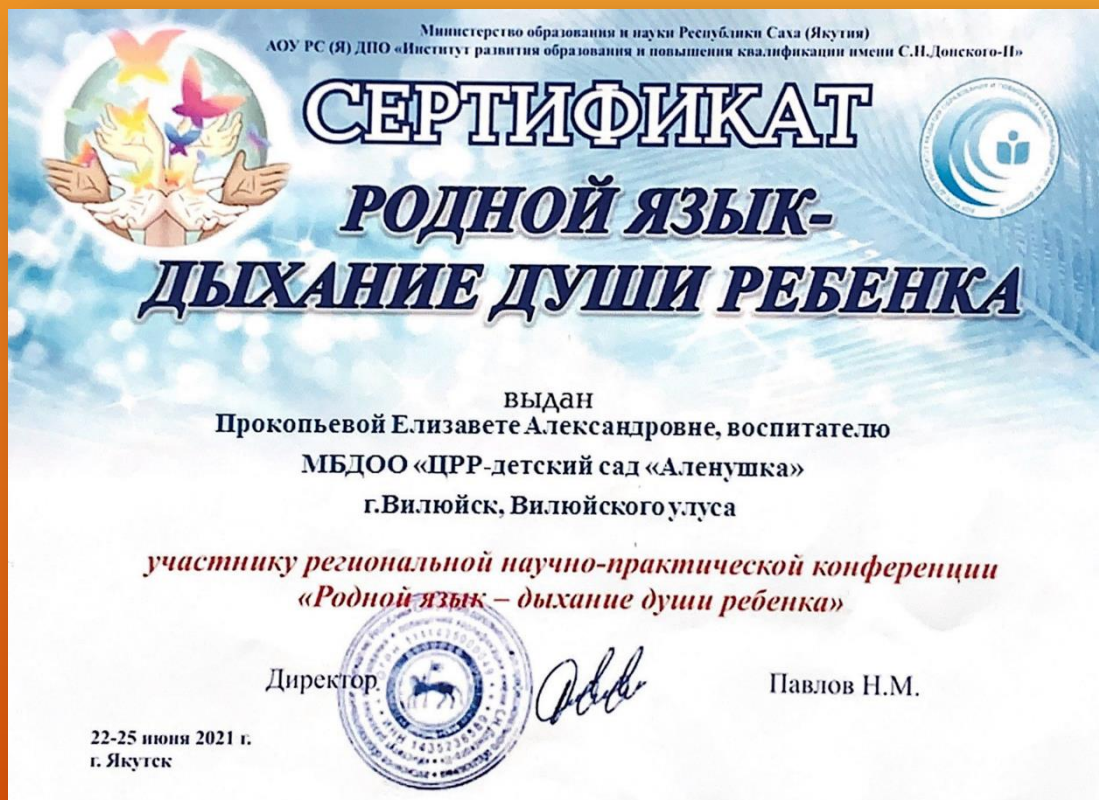 Министерство образования и науки Республики Саха (Якутия)
АОУ РС (Я) ДПО «Институт развития образования и повышения квалификации имени С.Н.Донского-II»
СЕРТИФИКАТ
РОДНОЙ ЯЗЫК-
ДЫХАНИЕ ДУШИ РЕБЕНКА
выдан
Прокопьевой Елизавете Александровне, воспитателю
МБДОО «ЦРР-детский сад «Аленушка»
г.Вилюйск, Вилюйского улуса
участнику региональной научно-практической конференции
«Родной язык – дыхание души ребенка»
Директор
Павлов Н.М.
22-25 июня 2021 г.
г. Якутск